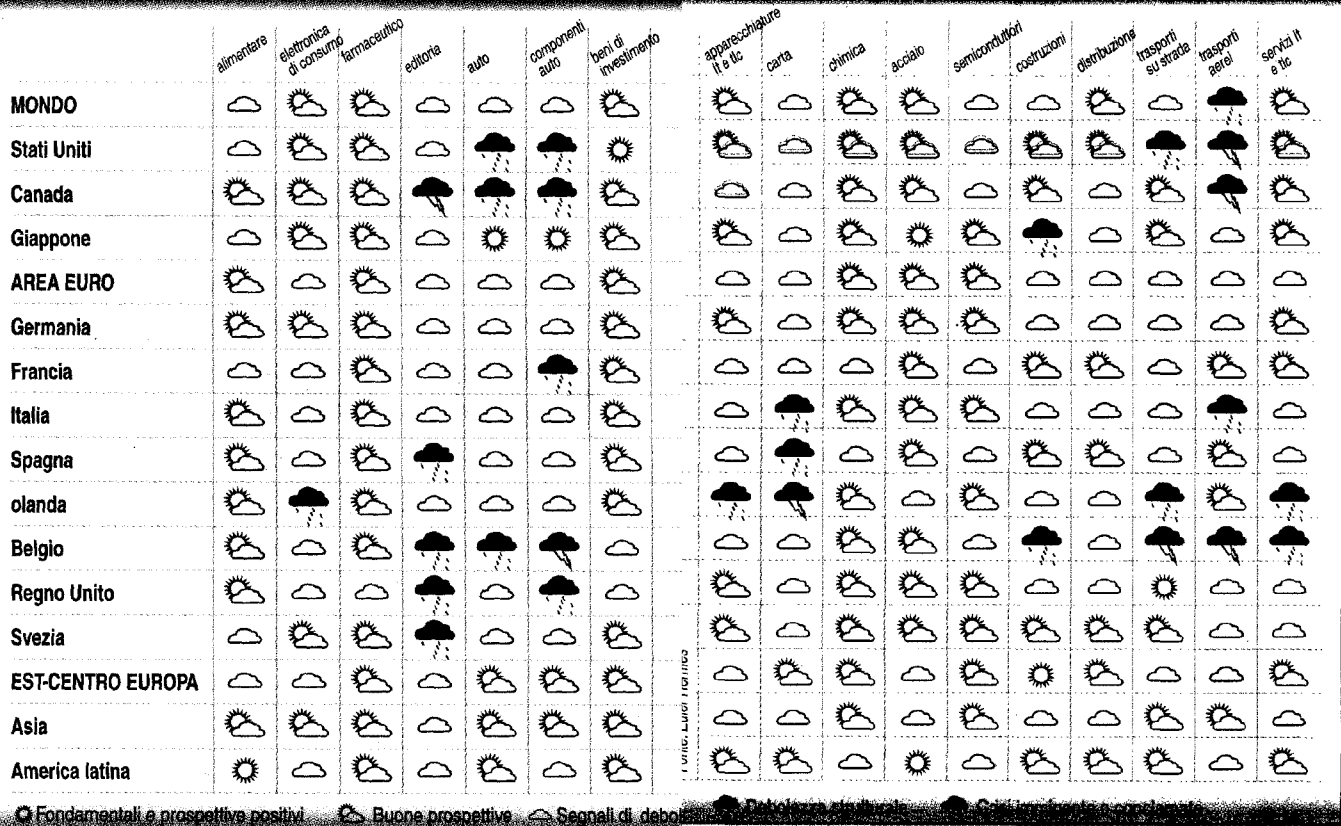 alimentare
elettronica
di consumo
farmaceutico
editoria
auto
componenti
auto
beni di
investimento
apparecchiature
it e tlc
carta
chimica
acciaio
semiconduttori
costruzioni
distribuzione
trasporti
su strada
trasporti
aerei
servizi it
e tlc
MONDO
Stati Uniti
Canada
Giappone
AREA EURO
Germania
Francia
Italia
Spagna
olanda
Belgio
Regno Unito
Svezia
EST-CENTRO EUROPA
Asia
America latina
Fondamentali e prospettive positivi
Buone prospettive
Segnali di